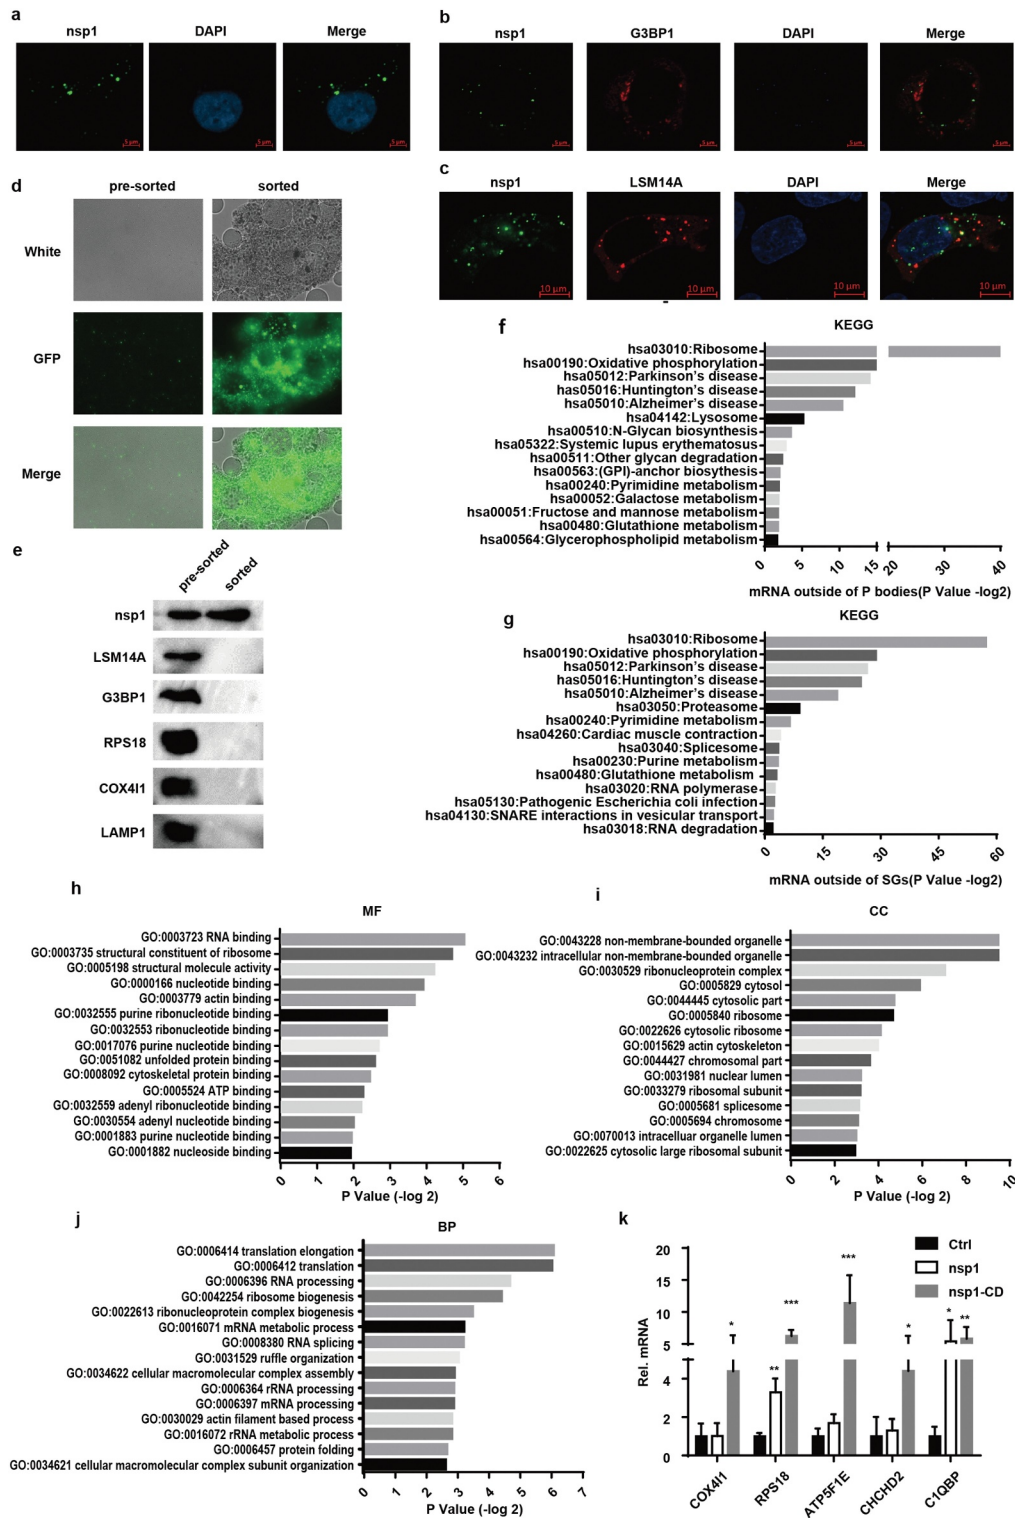 a
nsp1
DAPI
Merge
5 μm
5 μm
5 μm
b
nsp1
G3BP1
DAPI
Merge
5 μm
5 μm
5 μm
5 μm
c
nsp1
LSM14A
DAPI
Merge
10 μm
10 μm
10 μm
10 μm
d
pre-sorted
sorted
White
GFP
Merge
e
pre-sorted
sorted
nsp1
LSM14A
G3BP1
RPS18
COX4I1
LAMP1
f
KEGG
hsa03010:Ribosome
hsa00190:Oxidative phosphorylation
hsa05012:Parkinson's disease
has05016:Huntington's disease
hsa05010:Alzheimer's disease
hsa04142:Lysosome
hsa00510:N-Glycan biosynthesis
hsa05322:Systemic lupus erythematosus
hsa00511:Other glycan degradation
hsa00563:(GPI)-anchor biosythesis
hsa00240:Pyrimidine metabolism
hsa00052:Galactose metabolism
hsa00051:Fructose and mannose metabolism
hsa00480:Glutathione metabolism
hsa00564:Glycerophospholipid metabolism
0 5 10 15 20 30 40
mRNA outside of P bodies(P Value -log2)
g
KEGG
hsa03010:Ribosome
hsa00190:Oxidative phosphorylation
hsa05012:Parkinson's disease
has05016:Huntington's disease
hsa05010:Alzheimer's disease
hsa03050:Proteasome
hsa00240:Pyrimidine metabolism
hsa04260:Cardiac muscle contraction
hsa03040:Splicesome
hsa00230:Purine metabolism
hsa00480:Glutathione metabolism
hsa03020:RNA polymerase
hsa05130:Pathogenic Escherichia coli infection
hsa04130:SNARE interactions in vesicular transport
hsa03018:RNA degradation
0 15 30 45 60
mRNA outside of SGs(P Value -log2)
h
MF
GO:0003723 RNA binding
GO:0003735 structural constituent of ribosome
GO:0005198 structural molecule activity
GO:0000166 nucleotide binding
GO:0003779 actin binding
GO:0032555 purine ribonucleotide binding
GO:0032553 ribonucleotide binding
GO:0017076 purine nucleotide binding
GO:0051082 unfolded protein binding
GO:0008092 cytoskeletal protein binding
GO:0005524 ATP binding
GO:0032559 adenyl ribonucleotide binding
GO:0030554 adenyl nucleotide binding
GO:0001883 purine nucleotide binding
GO:0001882 nucleoside binding
0 1 2 3 4 5 6
P Value (-log 2)
i
CC
GO:0043228 non-membrane-bounded organelle
GO:0043232 intracellular non-membrane-bounded organelle
GO:0030529 ribonucleoprotein complex
GO:0005829 cytosol
GO:0044445 cytosolic part
GO:0005840 ribosome
GO:0022626 cytosolic ribosome
GO:0015629 actin cytoskeleton
GO:0044427 chromosomal part
GO:0031981 nuclear lumen
GO:0033279 ribosomal subunit
GO:0005681 splicesome
GO:0005694 chromosome
GO:0070013 intracelluar organelle lumen
GO:0022625 cytosolic large ribosomal subunit
0 2 4 6 8 10
P Value (-log 2)
j
BP
GO:0006414 translation elongation
GO:0006412 translation
GO:0006396 RNA processing
GO:0042254 ribosome biogenesis
GO:0022613 ribonucleoprotein complex biogenesis
GO:0016071 mRNA metabolic process
GO:0008380 RNA splicing
GO:0031529 ruffle organization
GO:0034622 cellular macromolecular complex assembly
GO:0006364 rRNA processing
GO:0006397 mRNA processing
GO:0030029 actin filament based process
GO:0016072 rRNA metabolic process
GO:0006457 protein folding
GO:0034621 cellular macromolecular complex subunit organization
0 1 2 3 4 5 6 7
P Value (-log 2)
k
Ctrl
nsp1
nsp1-CD
Rel. mRNA
20
15
10
5
4
2
0
* ** *** *** * * **
COX4I1
RPS18
ATP5F1E
CHCHD2
C1QBP